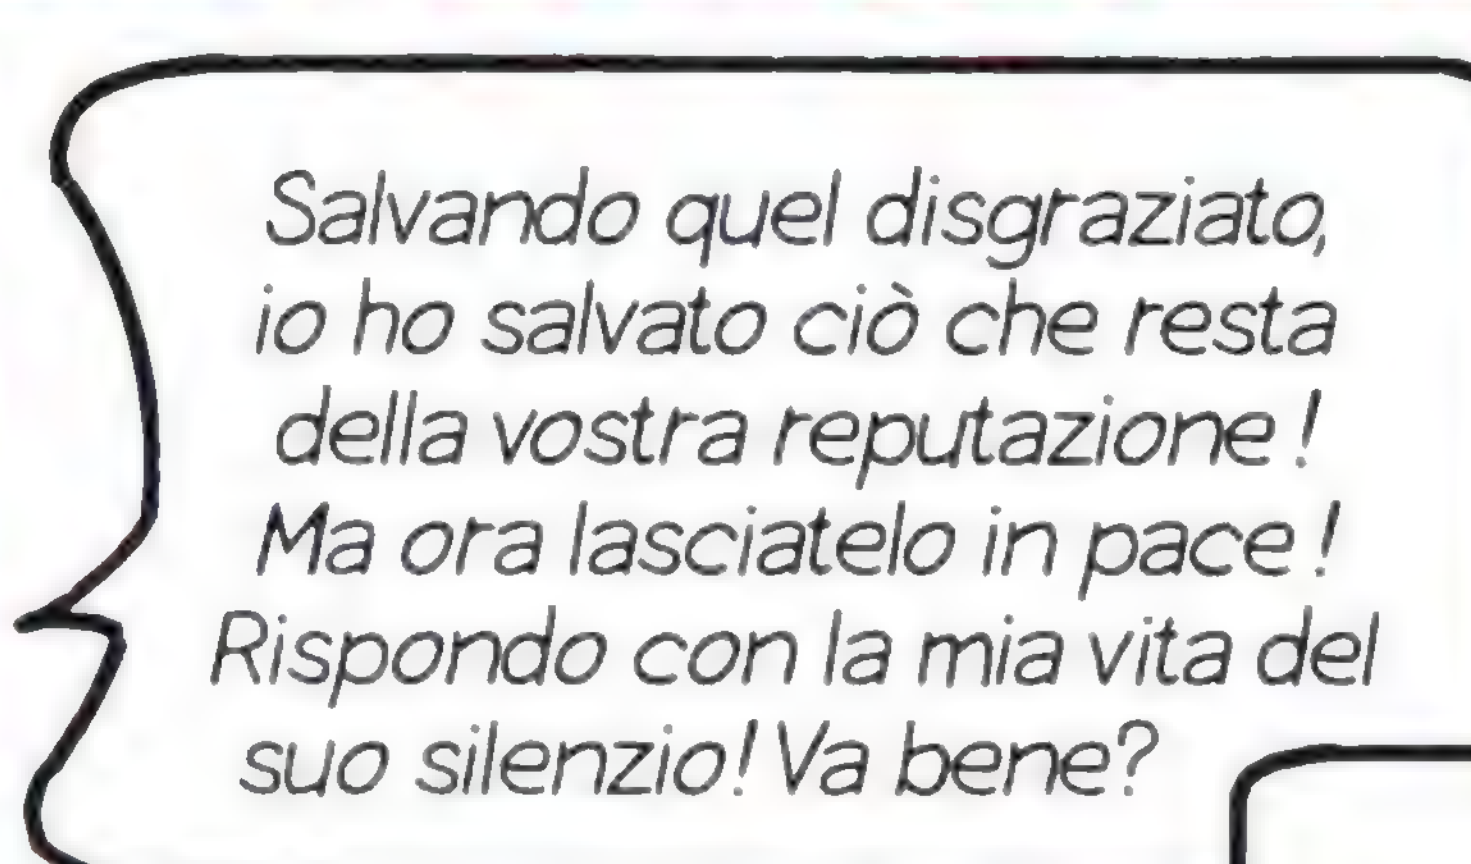 Salvando quel disgraziato,
io ho salvato ciò che resta
della vostra reputazione!
Ma ora lasciatelo in pace!
Rispondo con la mia vita del
suo silenzio! Va bene?